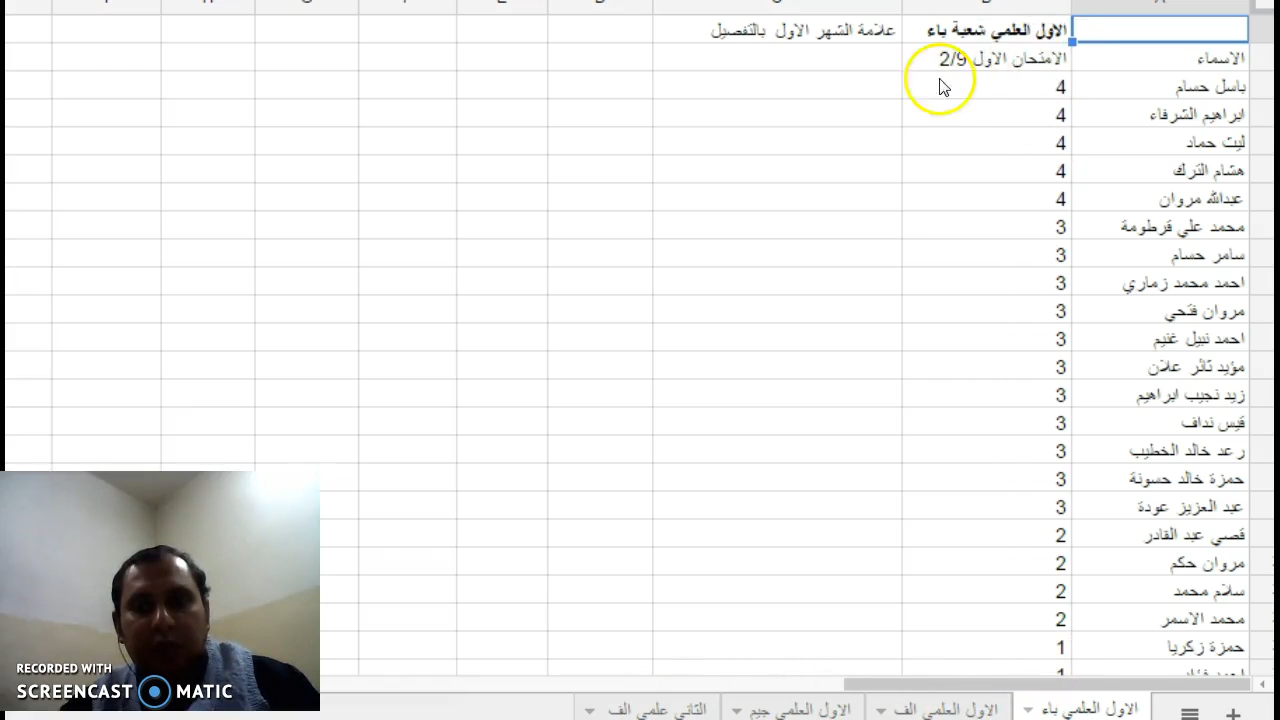 الاول العلمي شعبة باء علامة الشهر الاول بالتفصيل
الاسماء الامتحان الاول 2/9
باسل حسام 4
ابراهيم الشرفاء 4
ليث حماد 4
هشام الترك 4
عبدالله مروان 4
محمد علي قرطومة 3
سامر حسام 3
احمد محمد زماري 3
مروان فتحي 3
احمد نبيل غنيم 3
مؤيد ثائر علان 3
زيد نجيب ابراهيم 3
قيس نداف 3
رعد خالد الخطيب 3
حمزة خالد حسونة 3
عبد العزيز عودة 3
قصي عبد القادر 2
مروان حكم 2
سلام محمد 2
محمد الاسمر 2
حمزة زكريا 1
RECORDED WITH
SCREENCAST MATIC
الاول العلمي باء الاول العلمي الف الاول العلمي جيم الثاني علمي الف